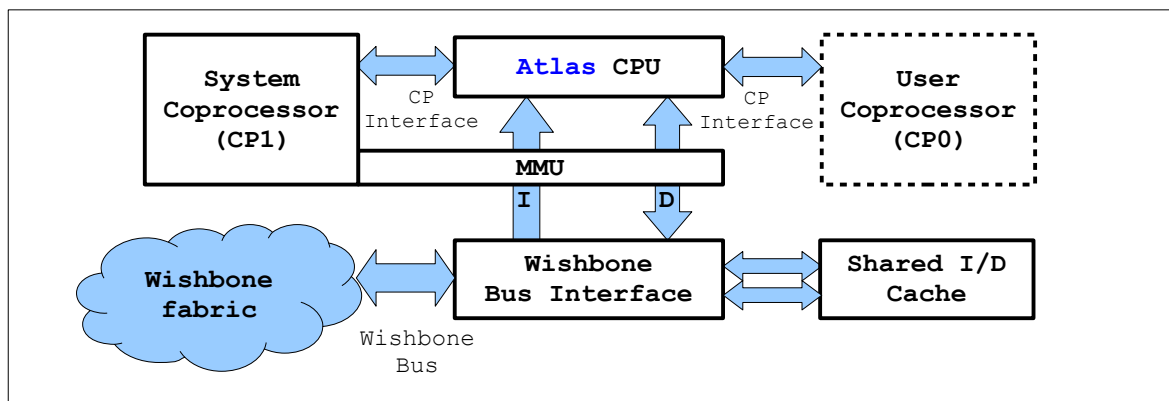 System
Coprocessor
(CP1)
CP
Interface
Atlas CPU
CP
Interface
User
Coprocessor
(CP0)
MMU
I
D
Wishbone
fabric
Wishbone
Bus
Wishbone
Bus Interface
Shared I/D
Cache